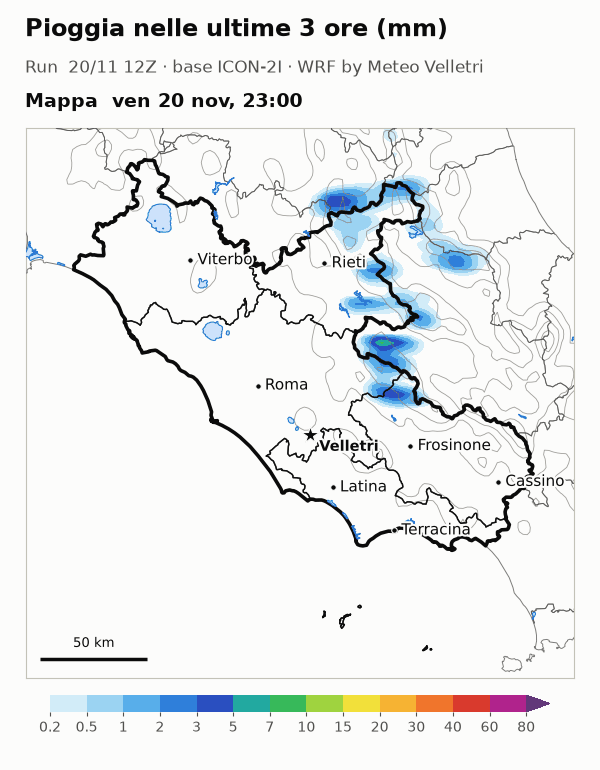 Pioggia nelle ultime 3 ore (mm)
Run  20/11 12Z · base ICON-2I · WRF by Meteo Velletri
Mappa  ven 20 nov, 23:00
Viterbo
Rieti
Roma
Velletri
Frosinone
Latina
Cassino
Terracina
50 km
0.2 0.5 1 2 3 5 7 10 15 20 30 40 60 80